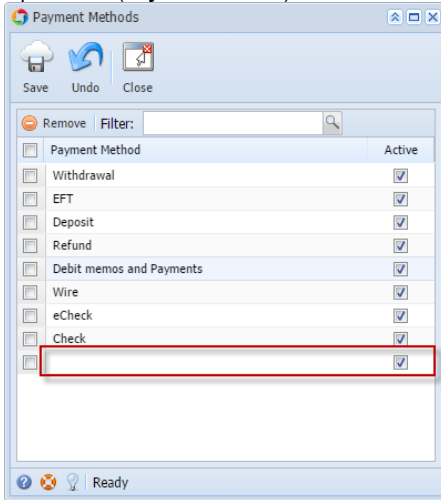 Payment Methods
Save Undo Close
Remove Filter:
Payment Method Active
Withdrawal
EFT
Deposit
Refund
Debit memos and Payments
Wire
eCheck
Check
Ready